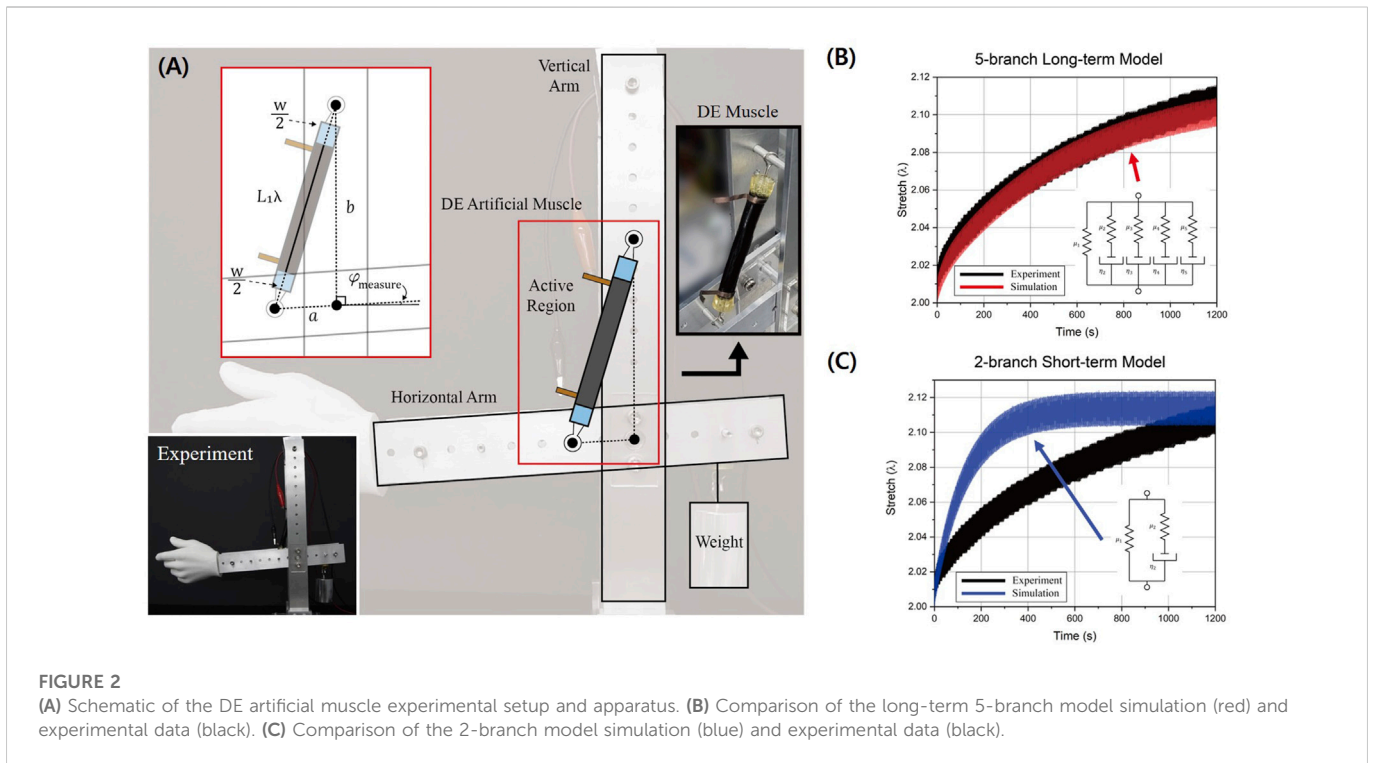 (A)
w
2
L₁λ
b
w
2
φmeasure
a
Vertical
Arm
DE Muscle
DE Artificial Muscle
Active
Region
Horizontal Arm
Experiment
Weight
(B)
5-branch Long-term Model
Stretch (λ)
2.12
2.10
2.08
2.06
2.04
2.02
2.00
μ₁
μ₂
μ₃
μ₄
μ₅
η₂
η₃
η₄
η₅
Experiment
Simulation
0
200
400
600
800
1000
1200
Time (s)
(C)
2-branch Short-term Model
Stretch (λ)
2.12
2.10
2.08
2.06
2.04
2.02
2.00
μ₁
μ₂
η₂
Experiment
Simulation
0
200
400
600
800
1000
1200
Time (s)
FIGURE 2
(A) Schematic of the DE artificial muscle experimental setup and apparatus. (B) Comparison of the long-term 5-branch model simulation (red) and
experimental data (black). (C) Comparison of the 2-branch model simulation (blue) and experimental data (black).